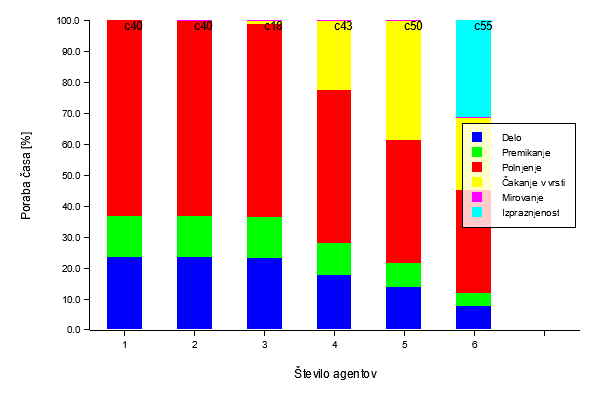 100.0
90.0
80.0
70.0
60.0
50.0
40.0
30.0
20.0
10.0
0.0
Poraba časa [%]
c40
c40
c18
c43
c50
c55
Delo
Premikanje
Polnjenje
Čakanje v vrsti
Mirovanje
Izpraznjenost
1
2
3
4
5
6
Število agentov